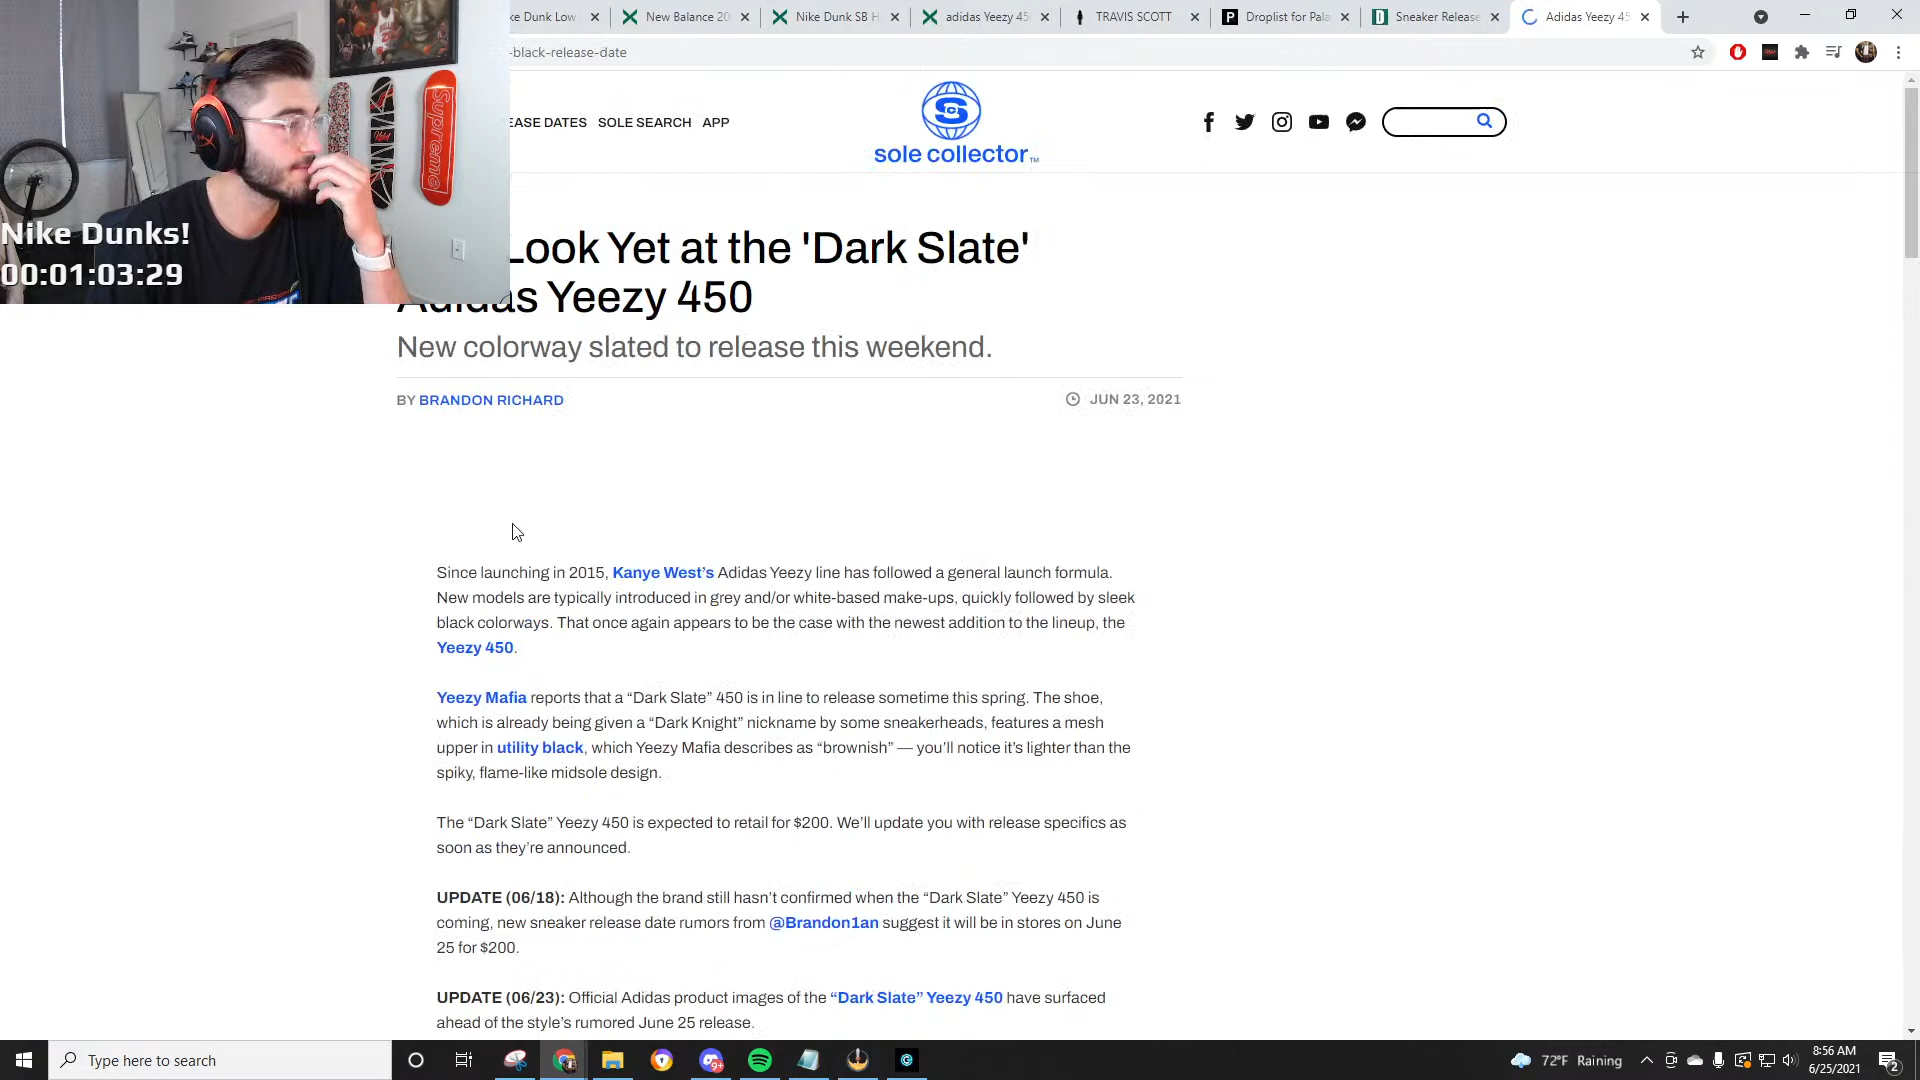 ke Dunk Low
New Balance 20
Nike Dunk SB H
adidas Yeezy 45
TRAVIS SCOTT
Droplist for Pala
Sneaker Release
Adidas Yeezy 45
-black-release-date
EASE DATES SOLE SEARCH APP
sole collector™
Supreme
Nike Dunks!
00:01:03:29
Look Yet at the 'Dark Slate'
Adidas Yeezy 450
New colorway slated to release this weekend.
BY BRANDON RICHARD
JUN 23, 2021
Since launching in 2015, Kanye West’s Adidas Yeezy line has followed a general launch formula.
New models are typically introduced in grey and/or white-based make-ups, quickly followed by sleek
black colorways. That once again appears to be the case with the newest addition to the lineup, the
Yeezy 450.
Yeezy Mafia reports that a “Dark Slate” 450 is in line to release sometime this spring. The shoe,
which is already being given a “Dark Knight” nickname by some sneakerheads, features a mesh
upper in utility black, which Yeezy Mafia describes as “brownish” — you’ll notice it’s lighter than the
spiky, flame-like midsole design.
The “Dark Slate” Yeezy 450 is expected to retail for $200. We’ll update you with release specifics as
soon as they’re announced.
UPDATE (06/18): Although the brand still hasn’t confirmed when the “Dark Slate” Yeezy 450 is
coming, new sneaker release date rumors from @Brandon1an suggest it will be in stores on June
25 for $200.
UPDATE (06/23): Official Adidas product images of the “Dark Slate” Yeezy 450 have surfaced
ahead of the style’s rumored June 25 release.
Type here to search
72°F Raining
8:56 AM
6/25/2021